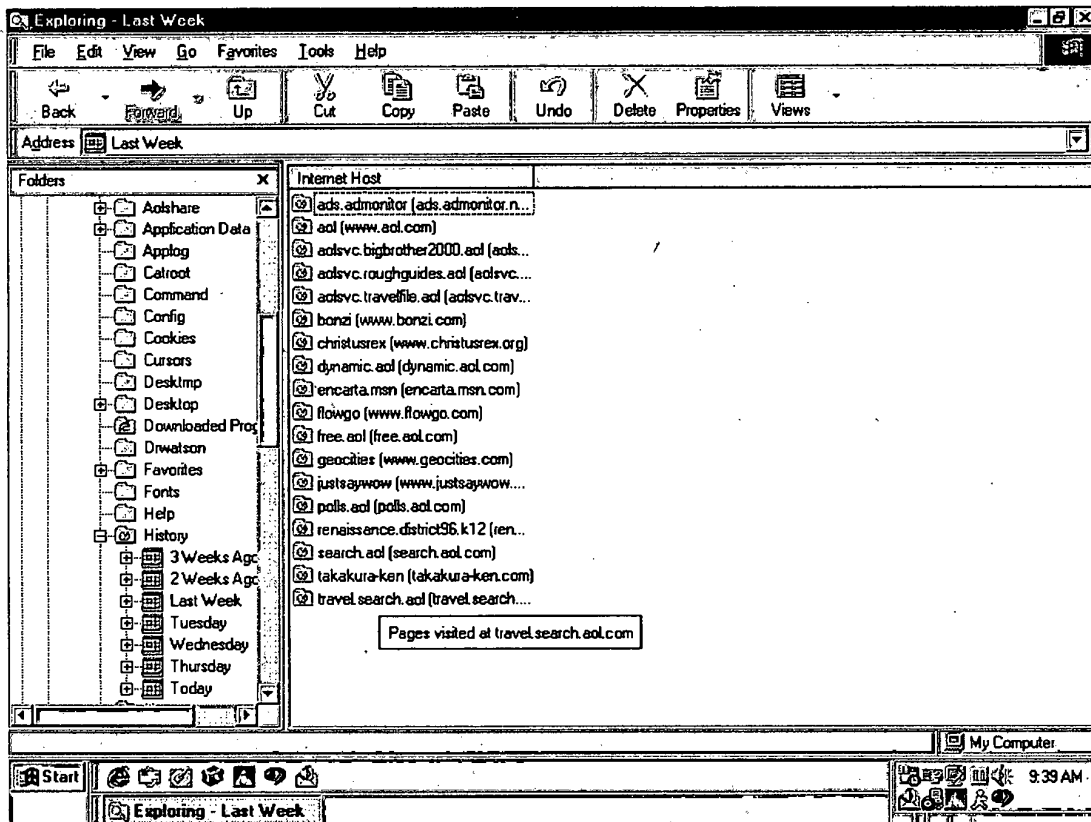 Exploring - Last Week
File Edit View Go Favorites Tools Help
Back Forward Up Cut Copy Paste Undo Delete Properties Views
Address Last Week
Folders
Aolshare
Application Data
Applog
Catroot
Command
Config
Cookies
Cursors
Desktmp
Desktop
Downloaded Prog
Drwatson
Favorites
Fonts
Help
History
3 Weeks Ago
2 Weeks Ago
Last Week
Tuesday
Wednesday
Thursday
Today
Internet Host
ads.admonitor (ads.admonitor.n...
aol (www.aol.com)
aolsvc.bigbrother2000.aol (aols...
aolsvc.roughguides.aol (aolsvc....
aolsvc.travelfile.aol (aolsvc.trav...
bonzi (www.bonzi.com)
christusrex (www.christusrex.org)
dynamic.aol (dynamic.aol.com)
encarta.msn (encarta.msn.com)
flowgo (www.flowgo.com)
free.aol (free.aol.com)
geocities (www.geocities.com)
justsaywow (www.justsaywow....
polls.aol (polls.aol.com)
renaissance.district96.k12 (ren...
search.aol (search.aol.com)
takakura-ken (takakura-ken.com)
travel.search.aol (travel.search....
Pages visited at travel.search.aol.com
My Computer
Start
9:39 AM
Exploring - Last Week